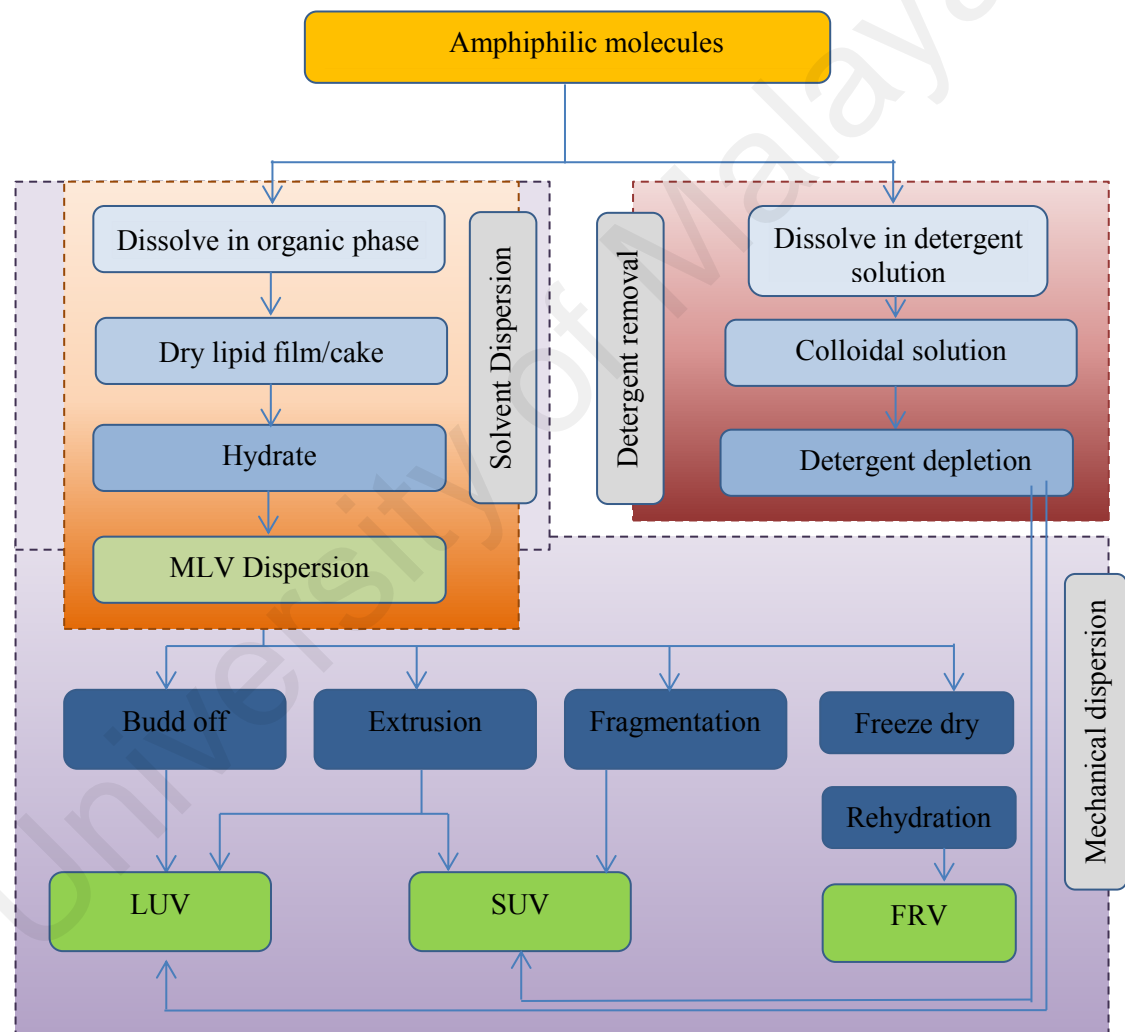 Amphiphilic molecules
Dissolve in organic phase
Dry lipid film/cake
Hydrate
MLV Dispersion
Solvent Dispersion
Detergent removal
Dissolve in detergent
solution
Colloidal solution
Detergent depletion
Budd off
Extrusion
Fragmentation
Freeze dry
Rehydration
LUV
SUV
FRV
Mechanical dispersion
University of Malaya